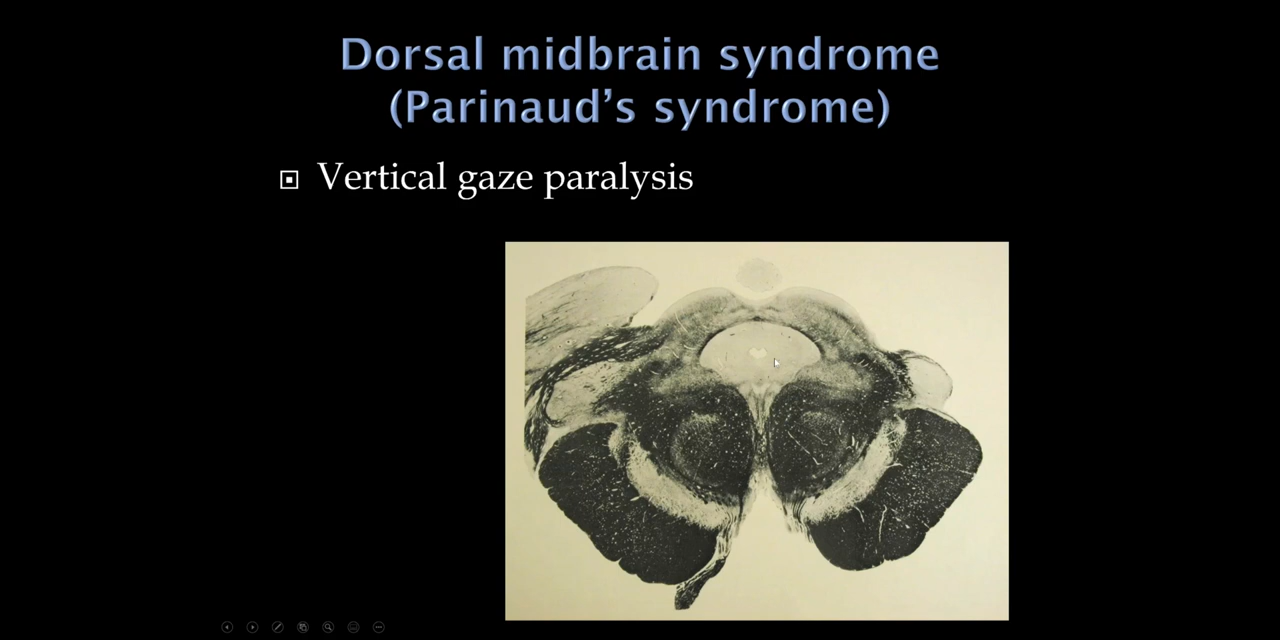 Dorsal midbrain syndrome
(Parinaud’s syndrome)
Vertical gaze paralysis